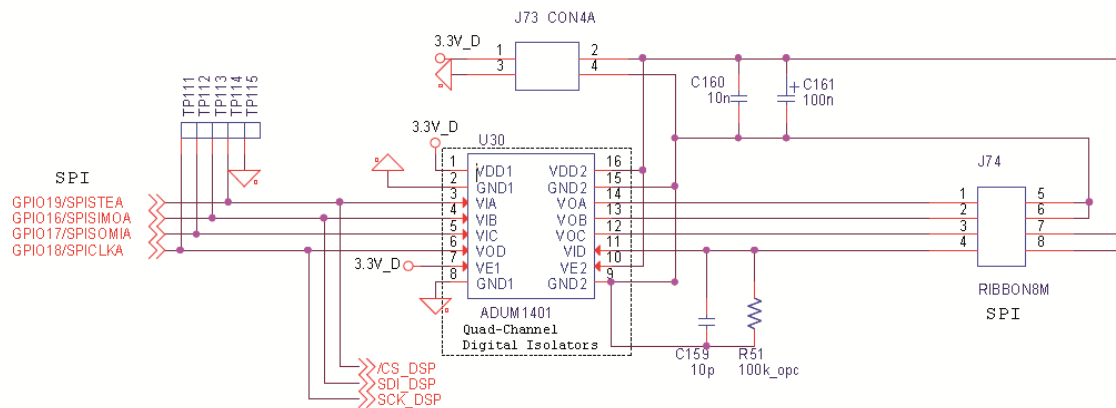 J73 CON4A
3.3V_D
1
2
3
4
C160
10n
+
C161
100n
TP111
TP112
TP113
TP114
TP115
3.3V_D
U30
J74
SPI
1 VDD1 VDD2 16
2 GND1 GND2 15
3 VIA VOA 14
4 VIB VOB 13
5 VIC VOC 12
6 VOD VID 11
7 VE1 VE2 10
8 GND1 GND2 9
GPIO19/SPISTEA
GPIO16/SPISIMOA
GPIO17/SPISOMIA
GPIO18/SPICLKA
3.3V_D
1 5
2 6
3 7
4 8
RIBBON8M
SPI
ADUM1401
Quad-Channel
Digital Isolators
C159
10p
R51
100k_opc
/CS_DSP
SDI_DSP
SCK_DSP